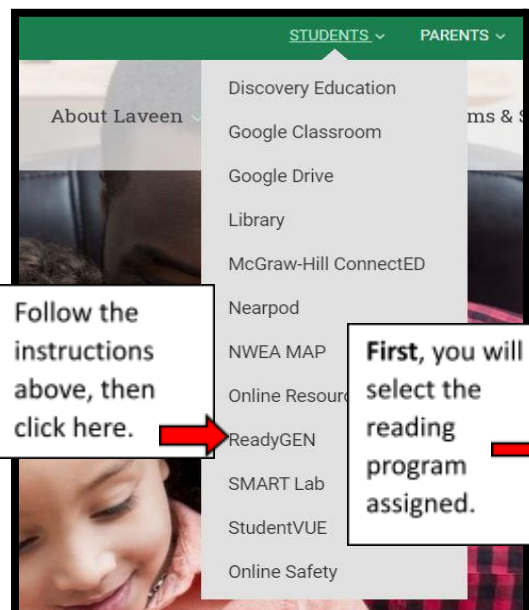 STUDENTS PARENTS
About Laveen ms & S
Discovery Education
Google Classroom
Google Drive
Library
McGraw-Hill ConnectED
Nearpod
NWEA MAP
Online Resourc
ReadyGEN
SMART Lab
StudentVUE
Online Safety
Follow the
instructions
above, then
click here.
First, you will
select the
reading
program
assigned.